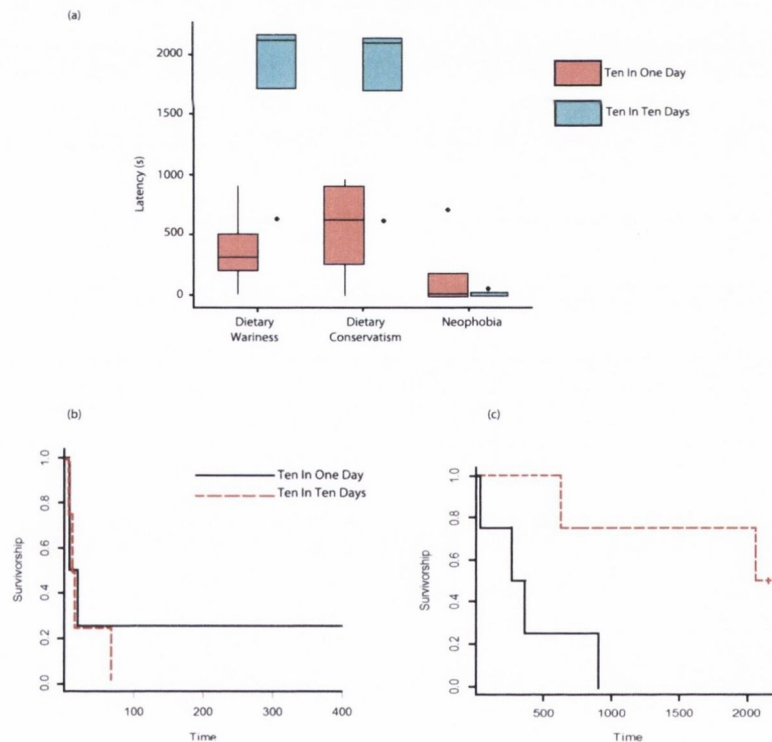 (a)
2000
1500
1000
500
0
Latency (s)
Dietary
Wariness
Dietary
Conservatism
Neophobia
Ten In One Day
Ten In Ten Days
(b)
1.0
0.8
0.6
0.4
0.2
0.0
Survivorship
100
200
300
400
Time
Ten In One Day
Ten In Ten Days
(c)
1.0
0.8
0.6
0.4
0.2
0.0
Survivorship
500
1000
1500
2000
Time